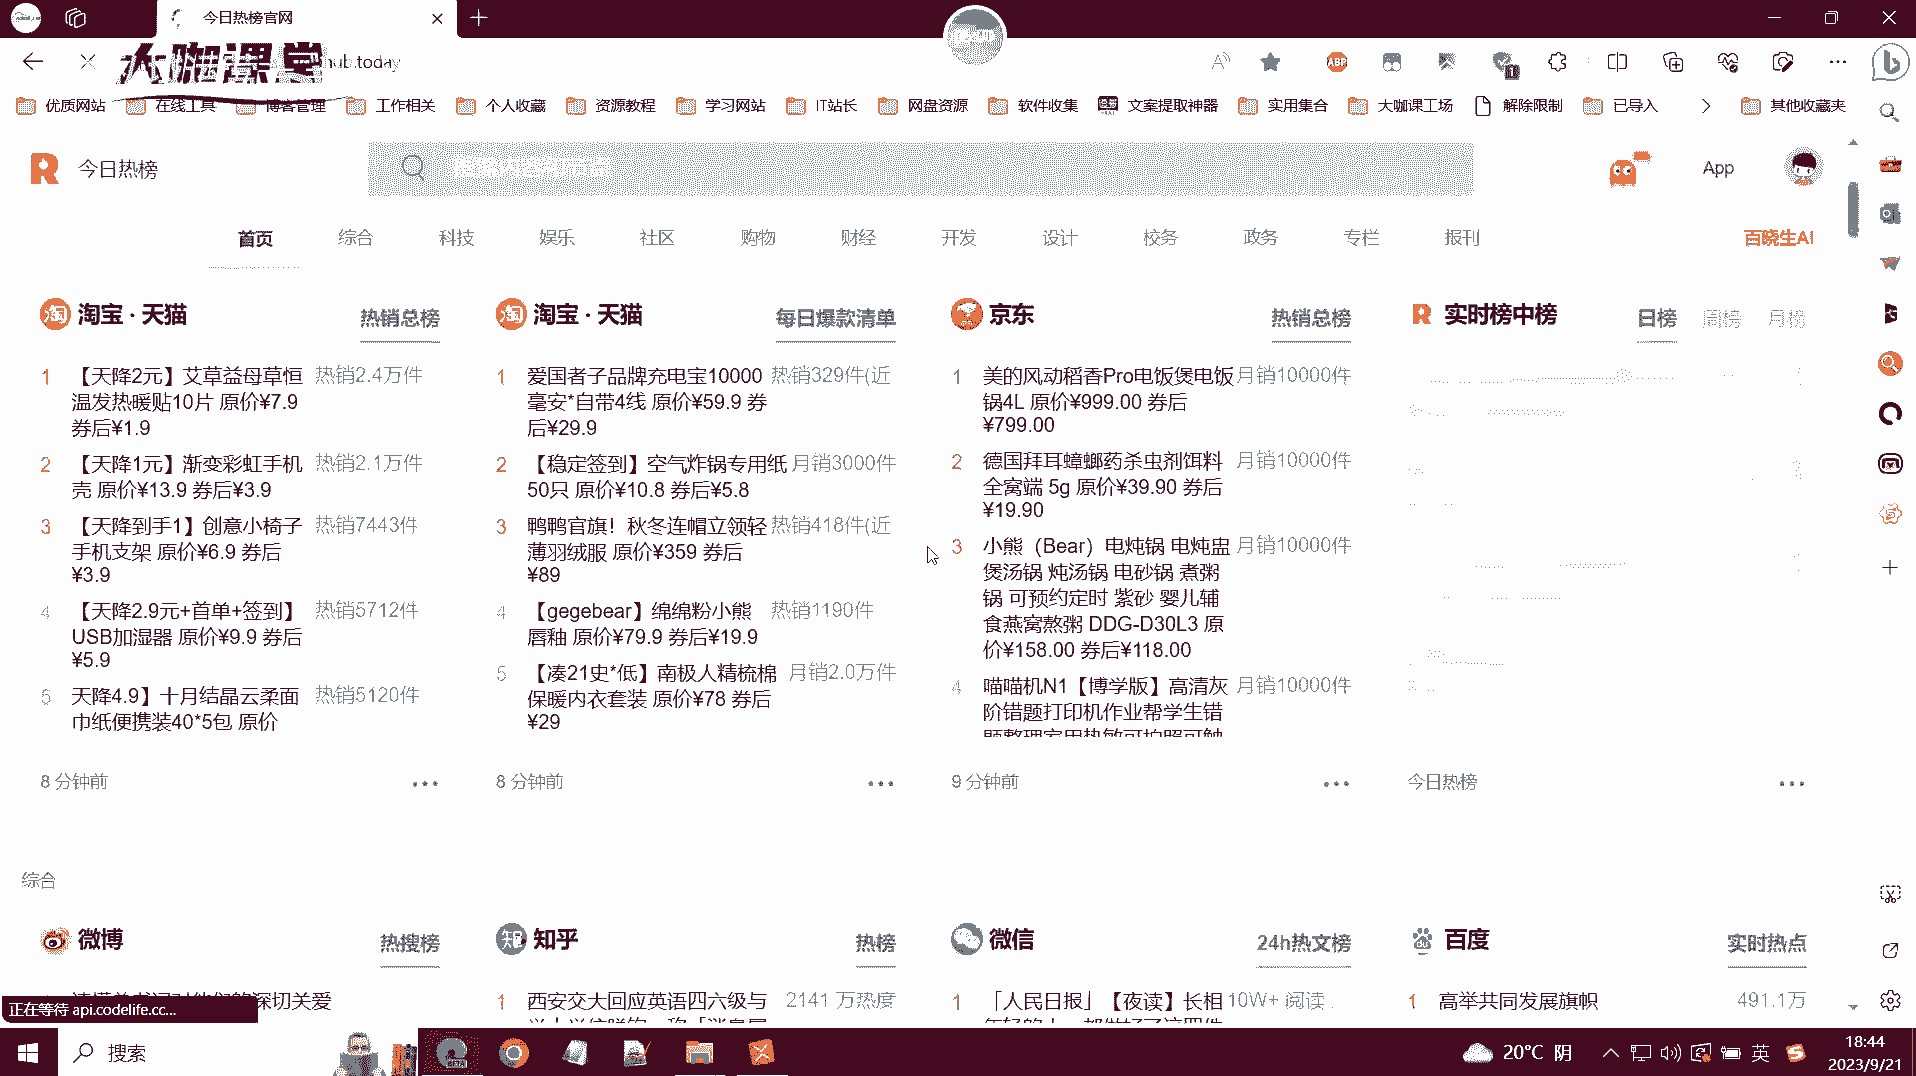 今日热榜官网
大咖课堂
hub.today
优质网站 在线工具 博客管理 工作相关 个人收藏 资源教程 学习网站 IT站长 网盘资源 软件收集 文案提取神器 实用集合 大咖课工场 解除限制 已导入 其他收藏夹
今日热榜
App
首页 综合 科技 娱乐 社区 购物 财经 开发 设计 校务 政务 专栏 报刊 百晓生AI
淘宝 · 天猫 热销总榜
1 【天降2元】艾草益母草恒 热销2.4万件
温发热暖贴10片 原价¥7.9
券后¥1.9
2 【天降1元】渐变彩虹手机 热销2.1万件
壳 原价¥13.9 券后¥3.9
3 【天降到手1】创意小椅子 热销7443件
手机支架 原价¥6.9 券后
¥3.9
4 【天降2.9元+首单+签到】 热销5712件
USB加湿器 原价¥9.9 券后
¥5.9
5 天降4.9】十月结晶云柔面 热销5120件
巾纸便携装40*5包 原价
8 分钟前
淘宝 · 天猫 每日爆款清单
1 爱国者子品牌充电宝10000 热销329件(近
毫安*自带4线 原价¥59.9 券
后¥29.9
2 【稳定签到】空气炸锅专用纸 月销3000件
50只 原价¥10.8 券后¥5.8
3 鸭鸭官旗！秋冬连帽立领轻 热销418件(近
薄羽绒服 原价¥359 券后
¥89
4 【gegebear】绵绵粉小熊 热销1190件
唇釉 原价¥79.9 券后¥19.9
5 【凑21史*低】南极人精梳棉 月销2.0万件
保暖内衣套装 原价¥78 券后
¥29
8 分钟前
京东 热销总榜
1 美的风动稻香Pro电饭煲电饭 月销10000件
锅4L 原价¥999.00 券后
¥799.00
2 德国拜耳蟑螂药杀虫剂饵料 月销10000件
全窝端 5g 原价¥39.90 券后
¥19.90
3 小熊（Bear）电炖锅 电炖盅 月销10000件
煲汤锅 炖汤锅 电砂锅 煮粥
锅 可预约定时 紫砂 婴儿辅
食燕窝熬粥 DDG-D30L3 原
价¥158.00 券后¥118.00
4 喵喵机N1【博学版】高清灰 月销10000件
阶错题打印机作业帮学生错
9 分钟前
实时榜中榜 日榜 周榜 月榜
今日热榜
综合
微博 热搜榜
深切关爱
知乎 热榜
1 西安交大回应英语四六级与 2141 万热度
微信 24h热文榜
1 「人民日报」【夜读】长相 10W+ 阅读
百度 实时热点
1 高举共同发展旗帜 491.1万
正在等待 api.codelife.cc...
搜索
20°C 阴
英
18:44
2023/9/21